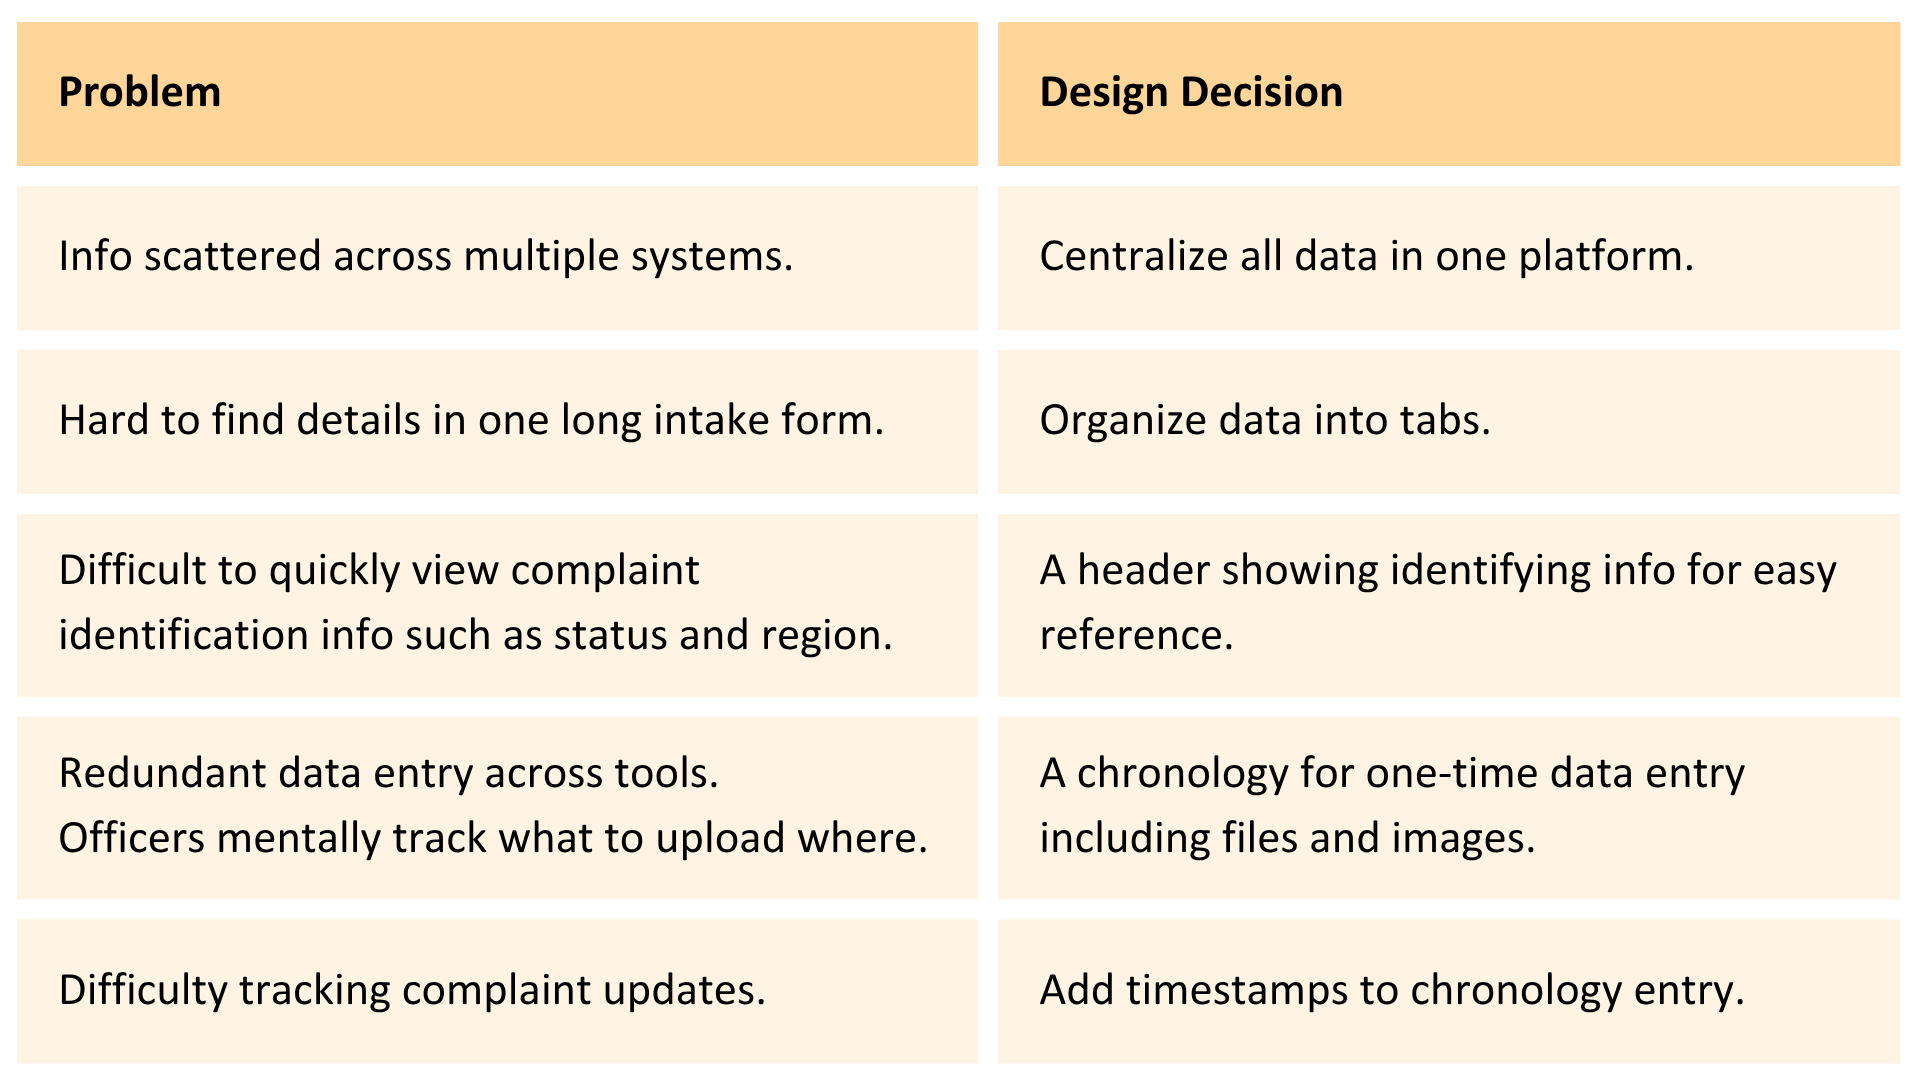 Problem
Design Decision
Info scattered across multiple systems.
Centralize all data in one platform.
Hard to find details in one long intake form.
Organize data into tabs.
Difficult to quickly view complaint
identification info such as status and region.
A header showing identifying info for easy
reference.
Redundant data entry across tools.
Officers mentally track what to upload where.
A chronology for one-time data entry
including files and images.
Difficulty tracking complaint updates.
Add timestamps to chronology entry.